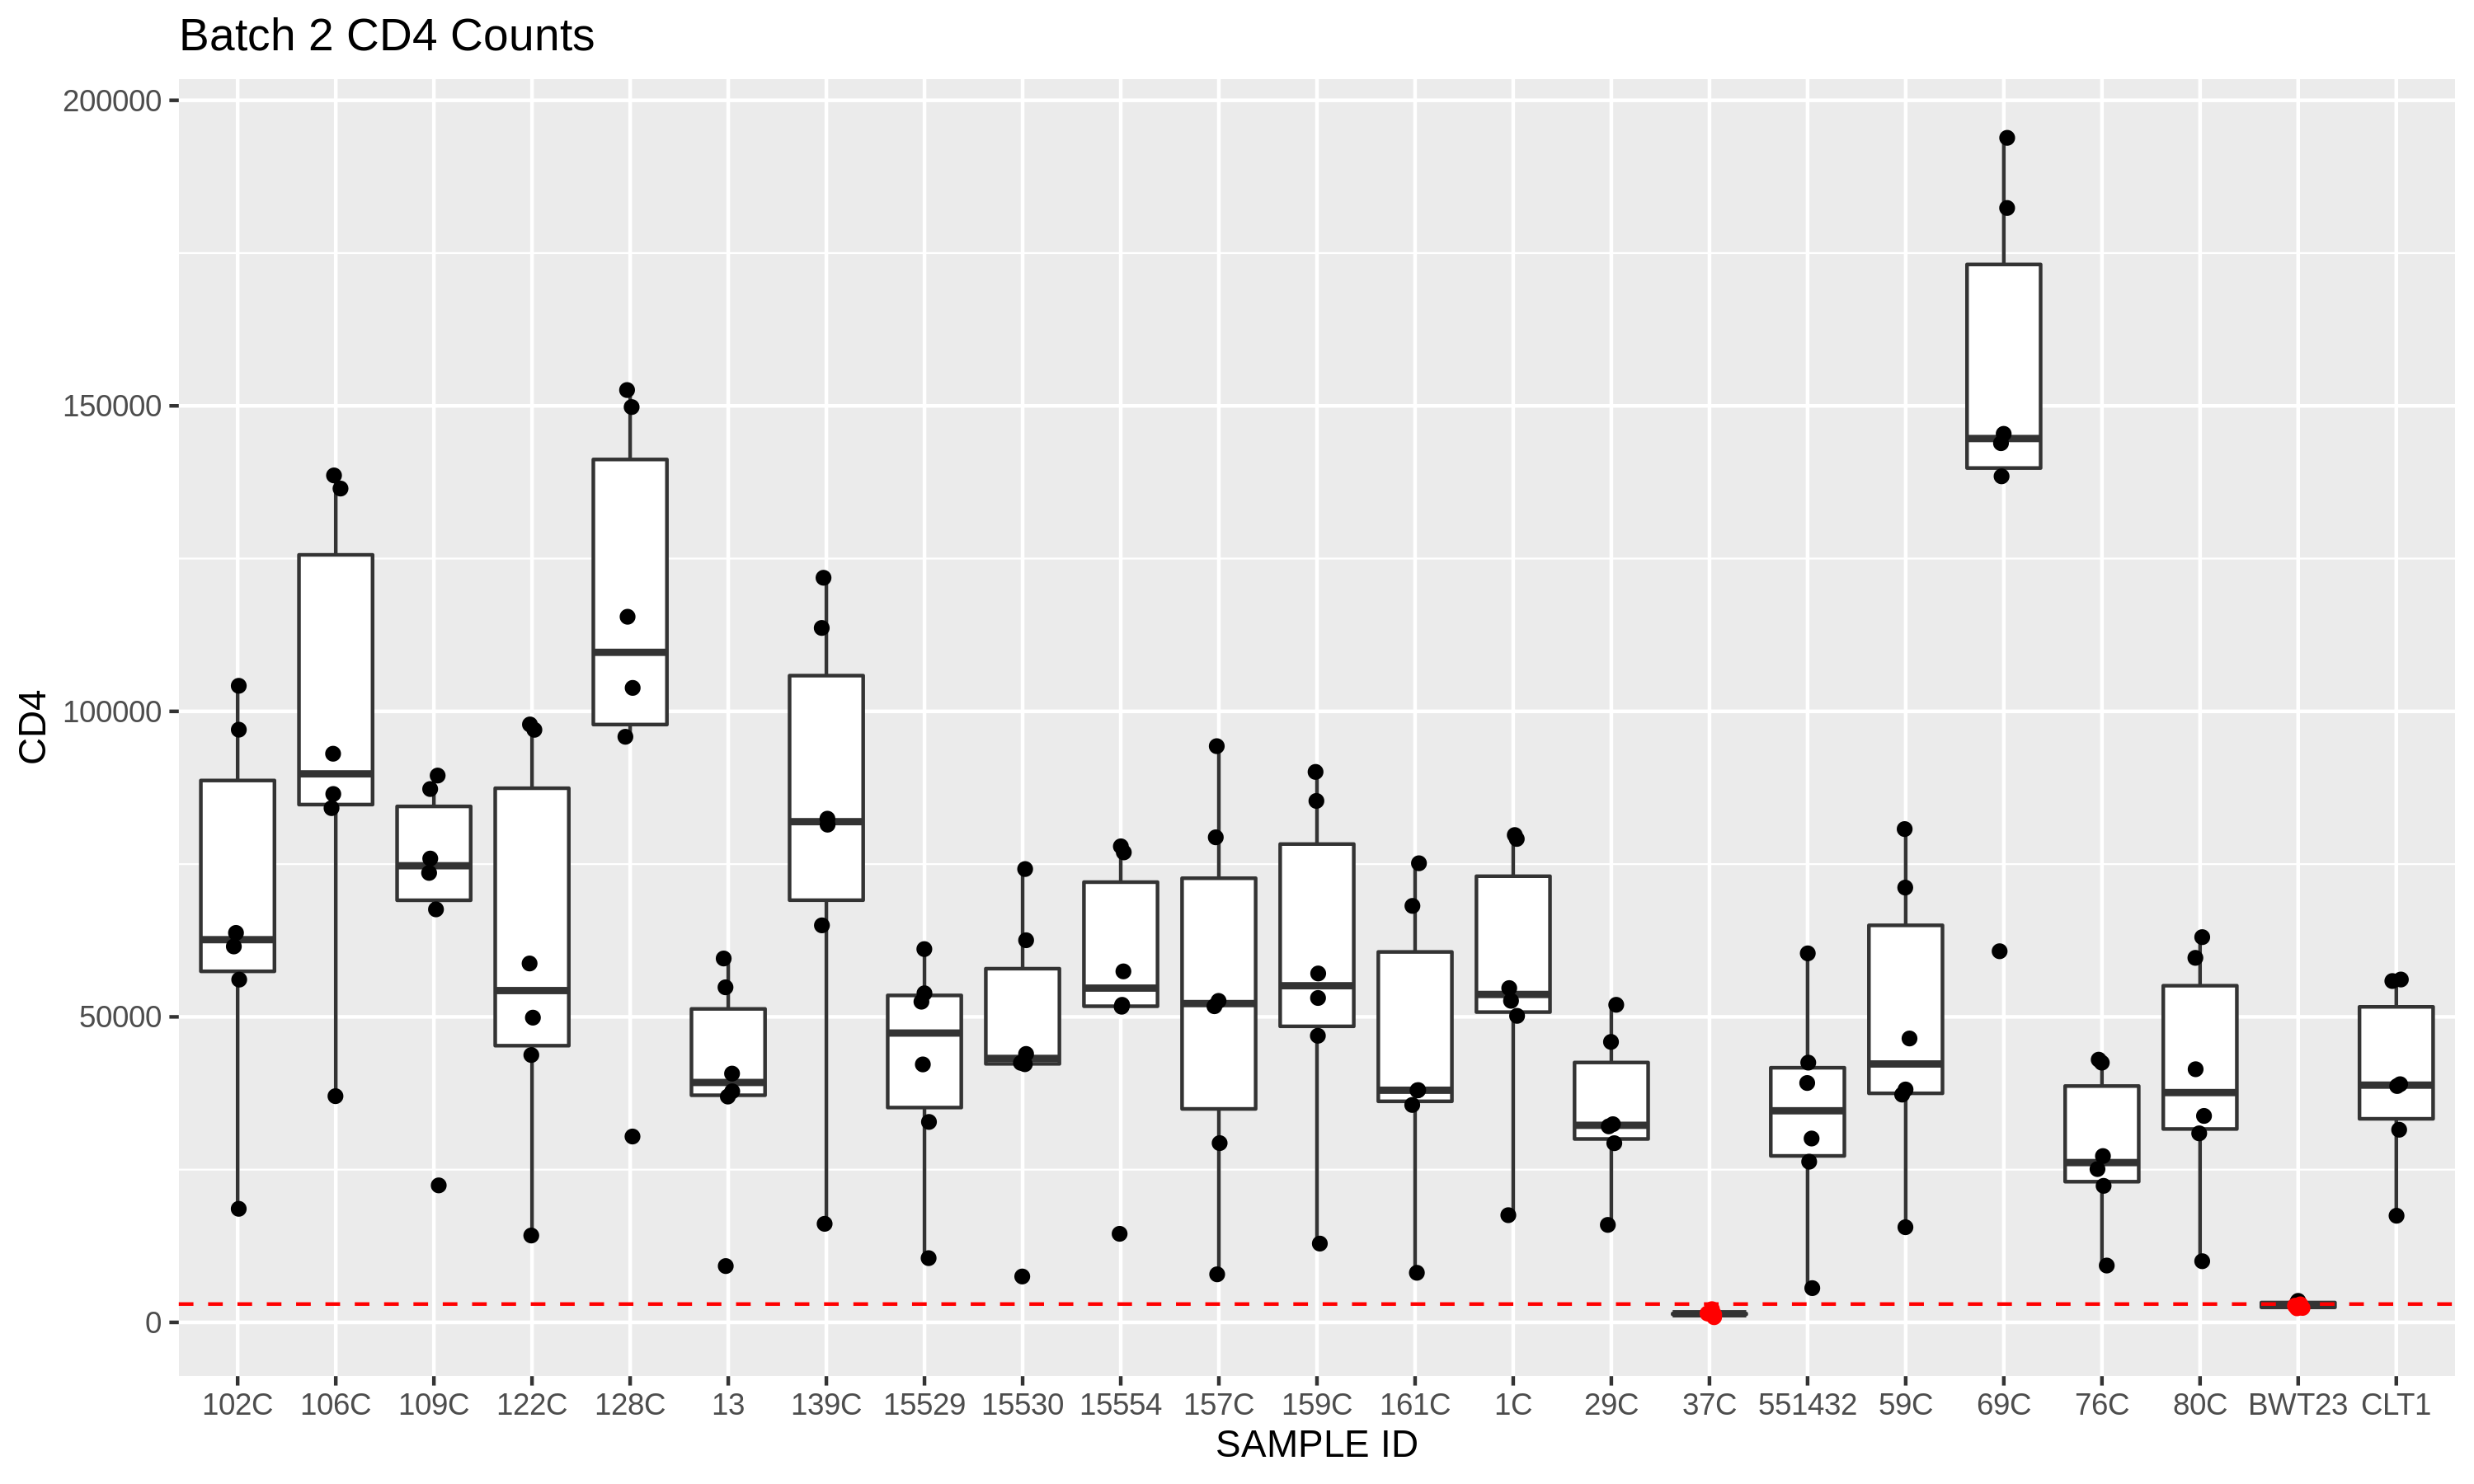 Batch 2 CD4 Counts
200000
150000
100000
50000
0
CD4
102C 106C 109C 122C 128C 13 139C 15529 15530 15554 157C 159C 161C 1C 29C 37C 551432 59C 69C 76C 80C BWT23 CLT1
SAMPLE ID